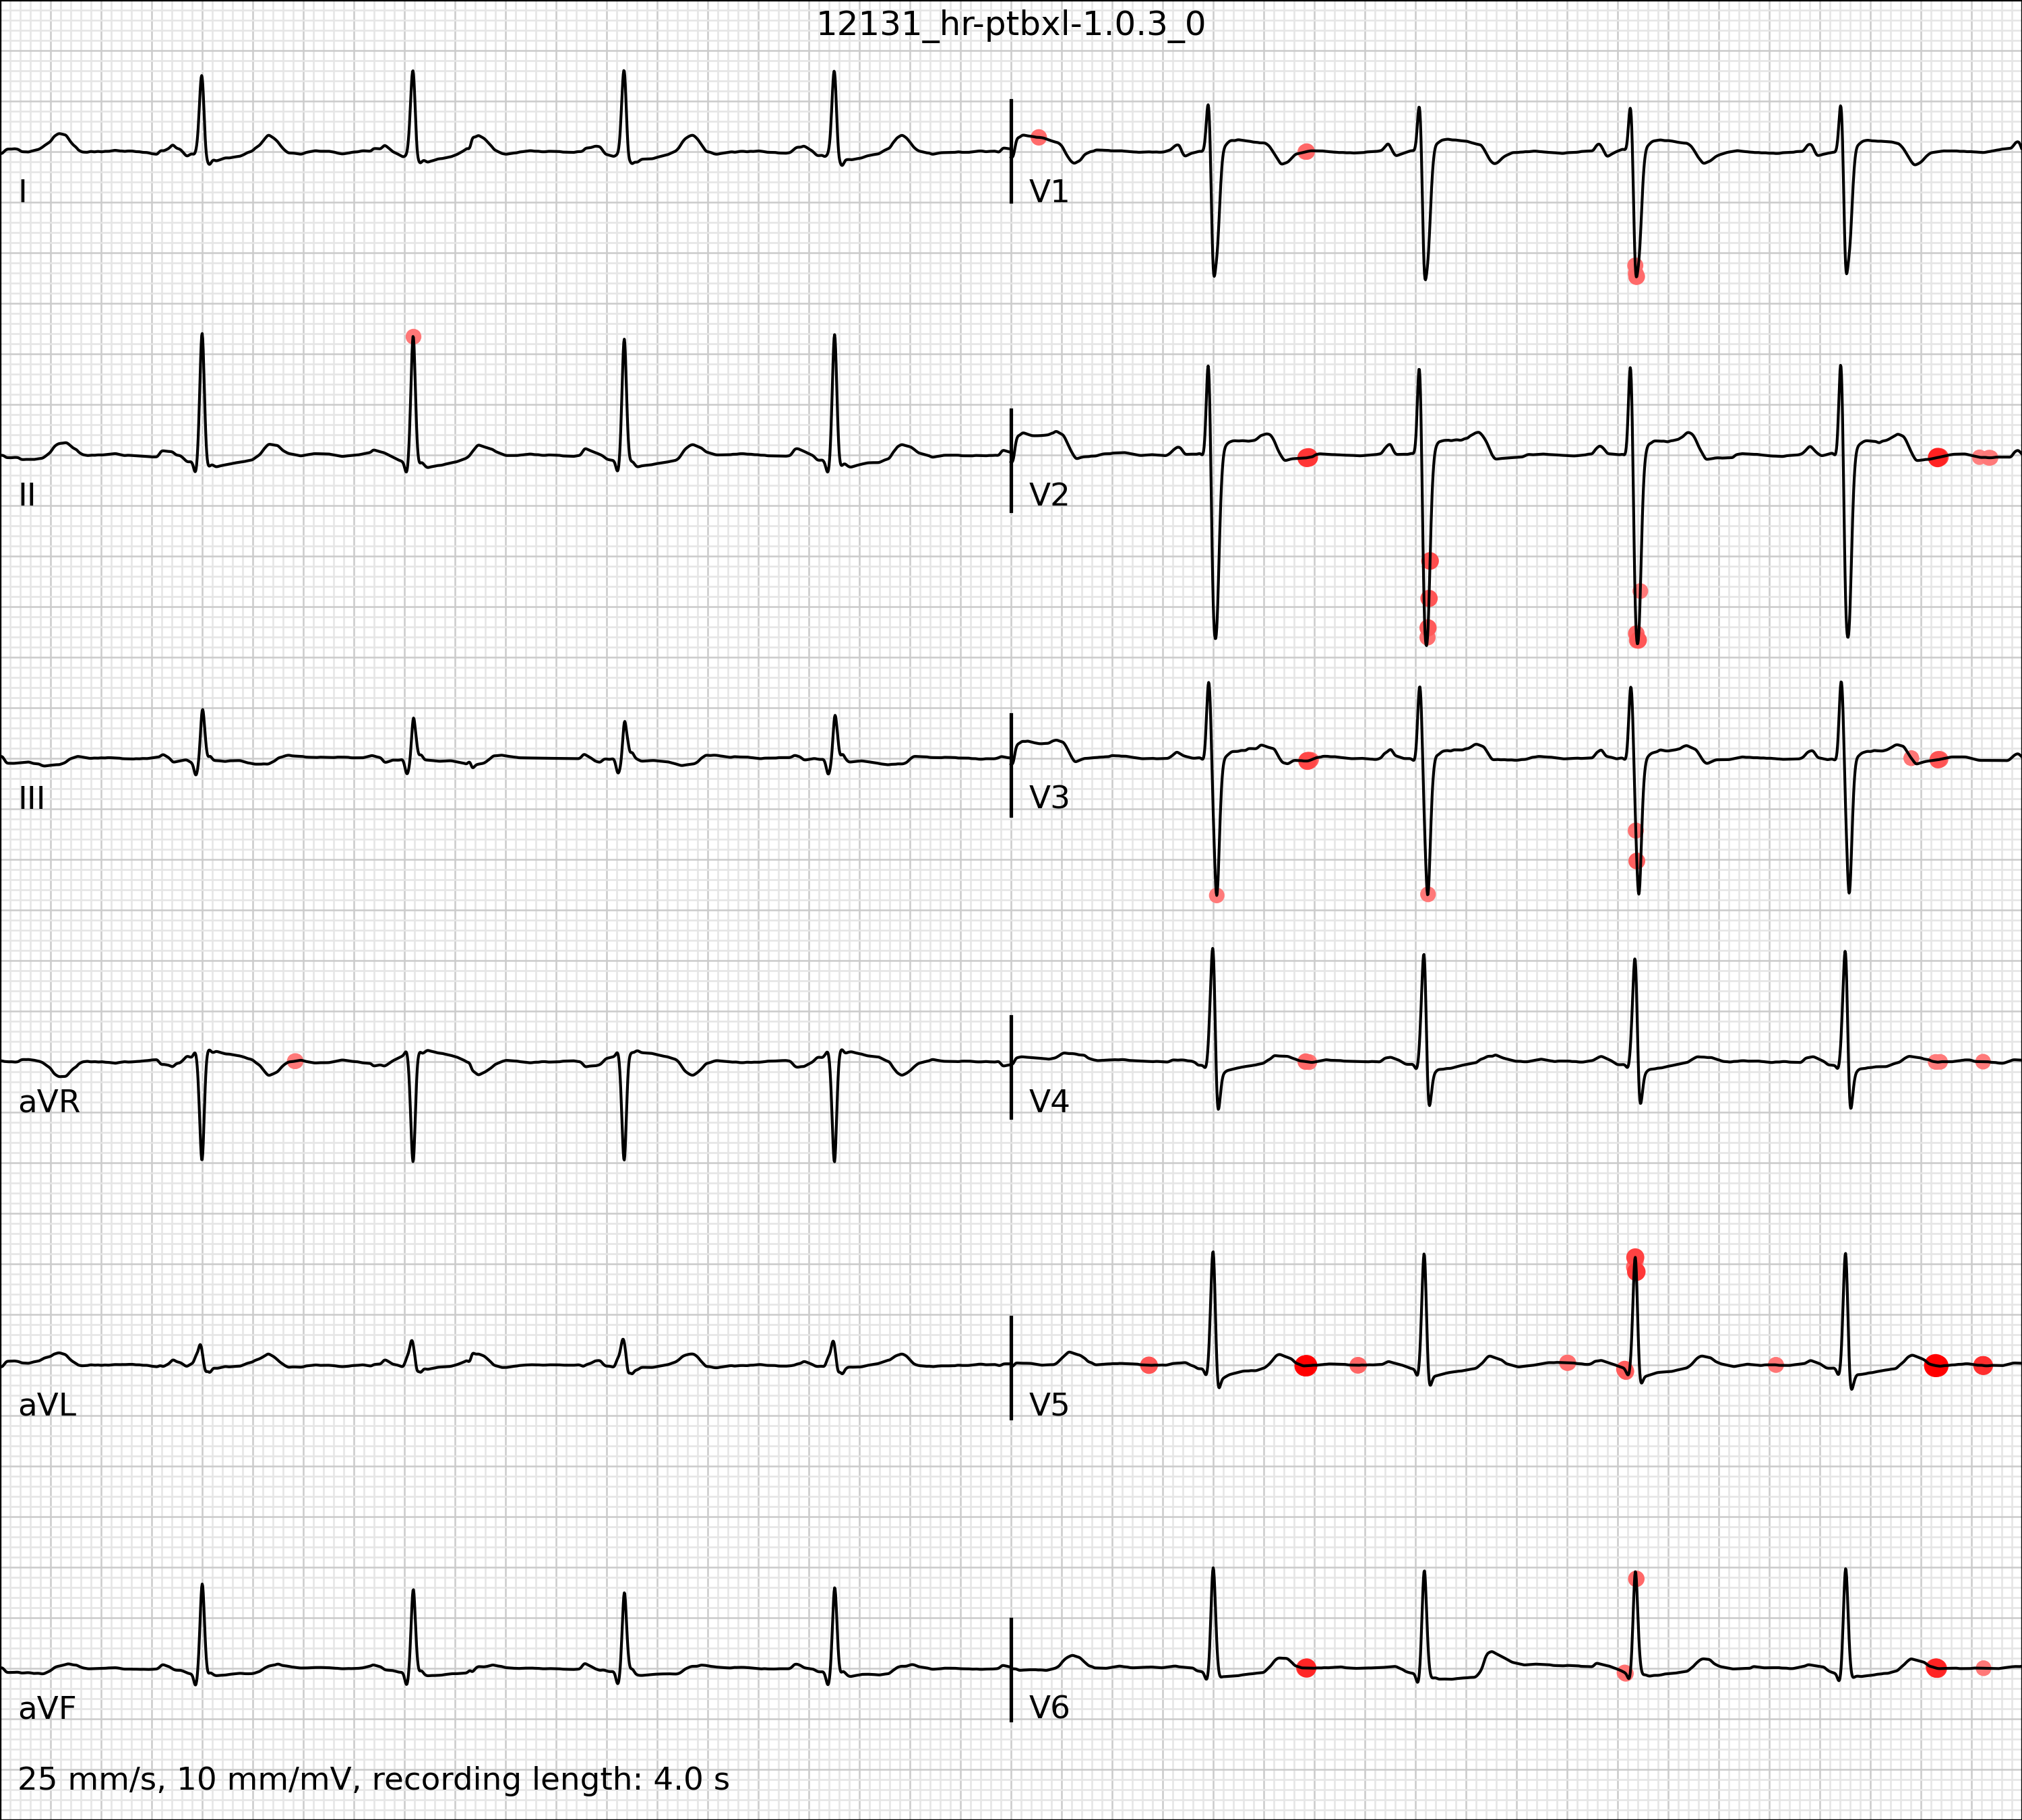 12131_hr-ptbxl-1.0.3_0
I
V1
II
V2
III
V3
aVR
V4
aVL
V5
aVF
V6
25 mm/s, 10 mm/mV, recording length: 4.0 s